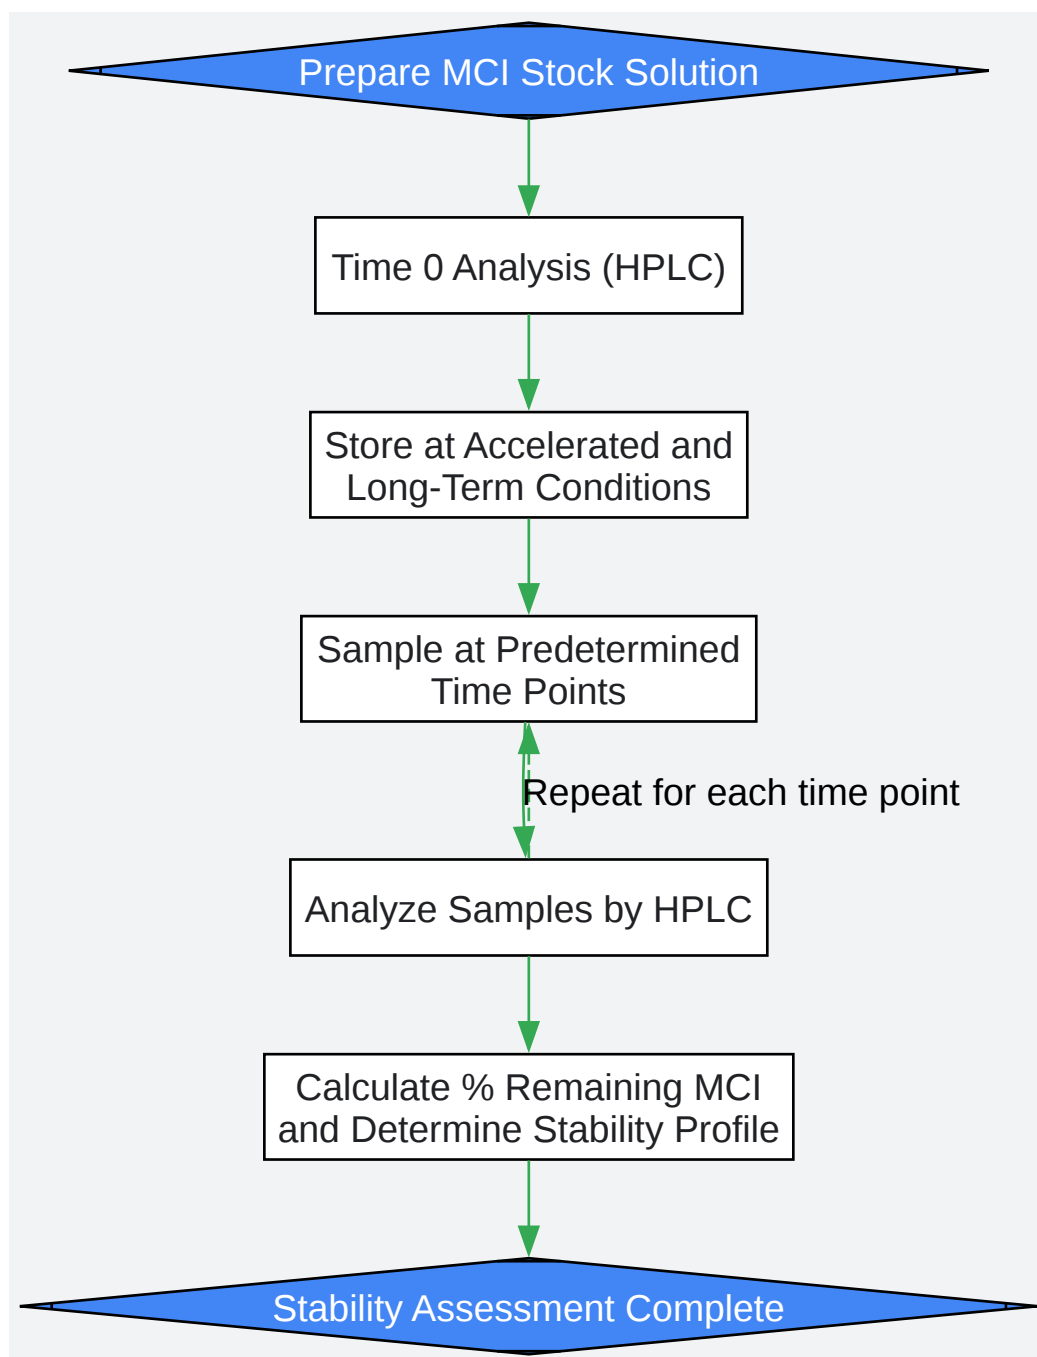 Prepare MCI Stock Solution
Time 0 Analysis (HPLC)
Store at Accelerated and
Long-Term Conditions
Sample at Predetermined
Time Points
Repeat for each time point
Analyze Samples by HPLC
Calculate % Remaining MCI
and Determine Stability Profile
Stability Assessment Complete